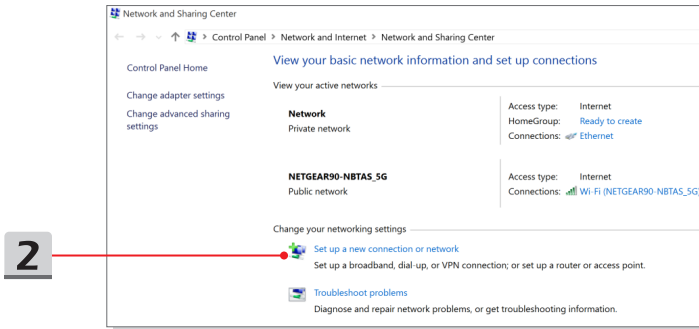 Network and Sharing Center
Control Panel > Network and Internet > Network and Sharing Center
Control Panel Home
Change adapter settings
Change advanced sharing
settings
View your basic network information and set up connections
View your active networks
Network
Private network
Access type: Internet
HomeGroup: Ready to create
Connections: Ethernet
NETGEAR90-NBTAS_5G
Public network
Access type: Internet
Connections: Wi-Fi (NETGEAR90-NBTAS_5G)
Change your networking settings
2
Set up a new connection or network
Set up a broadband, dial-up, or VPN connection; or set up a router or access point.
Troubleshoot problems
Diagnose and repair network problems, or get troubleshooting information.